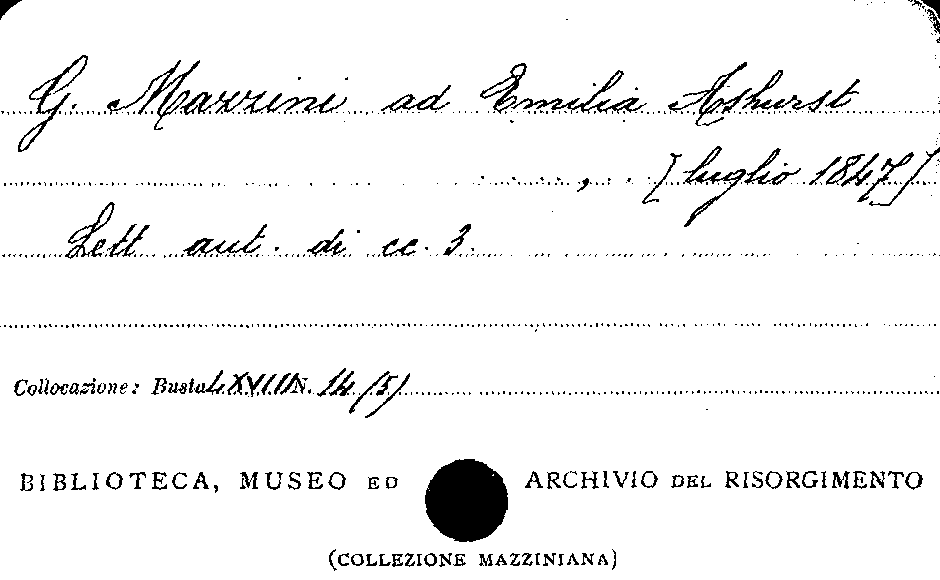 G. Mazzini ad Emilia Ashurst
, [luglio 1847]
Lett. aut. di cc. 3.
Collocazione: Busta LXVIII N. 14 (5)
BIBLIOTECA, MUSEO ED ARCHIVIO DEL RISORGIMENTO
(COLLEZIONE MAZZINIANA)